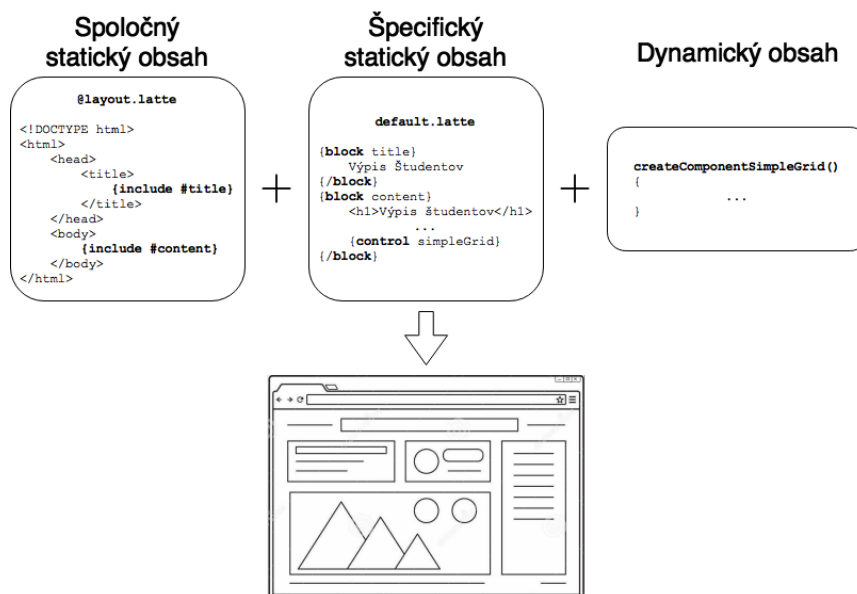 Spoločný
statický obsah
@layout.latte
<!DOCTYPE html>
<html>
<head>
<title>
{include #title}
</title>
</head>
<body>
{include #content}
</body>
</html>
+
Špecifický
statický obsah
default.latte
{block title}
Výpis Študentov
{/block}
{block content}
<h1>Výpis študentov</h1>
...
{control simpleGrid}
{/block}
+
Dynamický obsah
createComponentSimpleGrid()
{
...
}